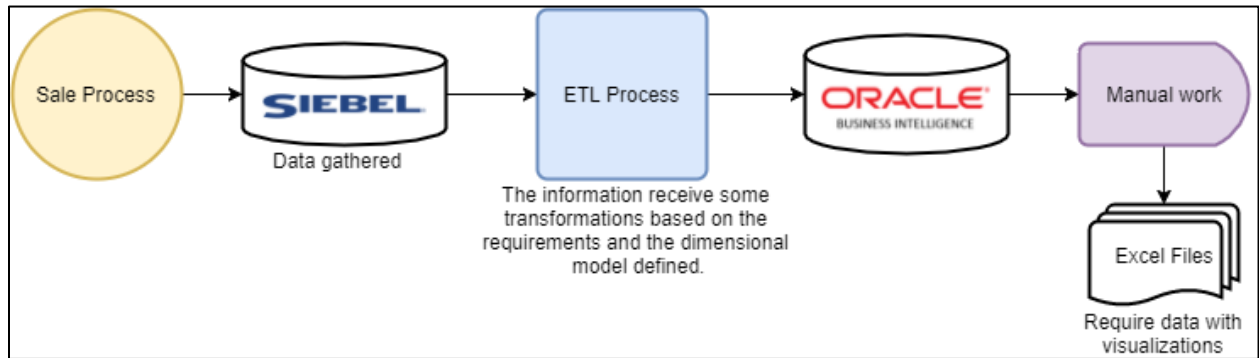 Sale Process
SIEBEL
Data gathered
ETL Process
The information receive some
transformations based on the
requirements and the dimensional
model defined.
ORACLE®
BUSINESS INTELLIGENCE
Manual work
Excel Files
Require data with
visualizations